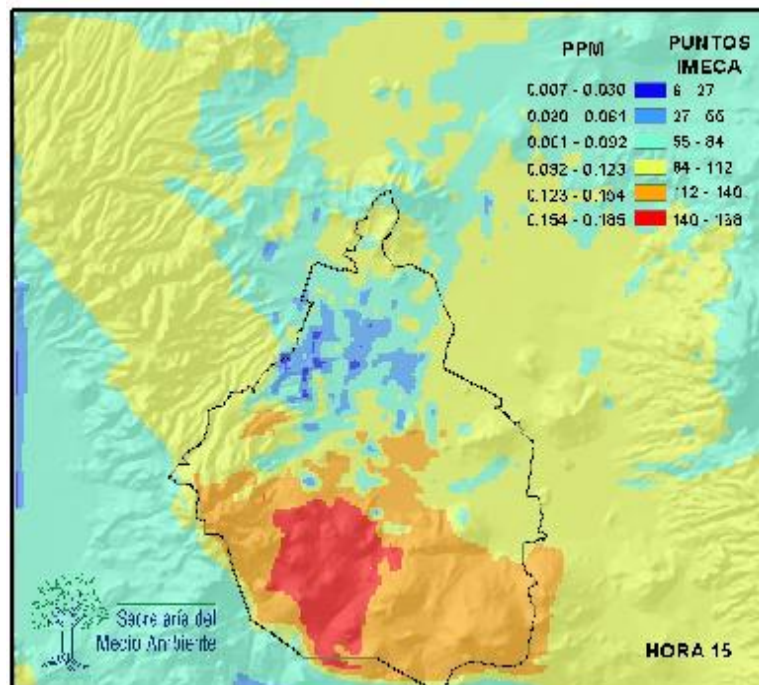 PPM PUNTOS
IMECA
0.007 - 0.030 6 27
0.030 - 0.061 27 55
0.061 - 0.092 55 - 84
0.092 - 0.123 84 - 112
0.123 - 0.154 112 - 140
0.154 - 0.185 140 - 168
Secretaría del
Medio Ambiente
HORA 15